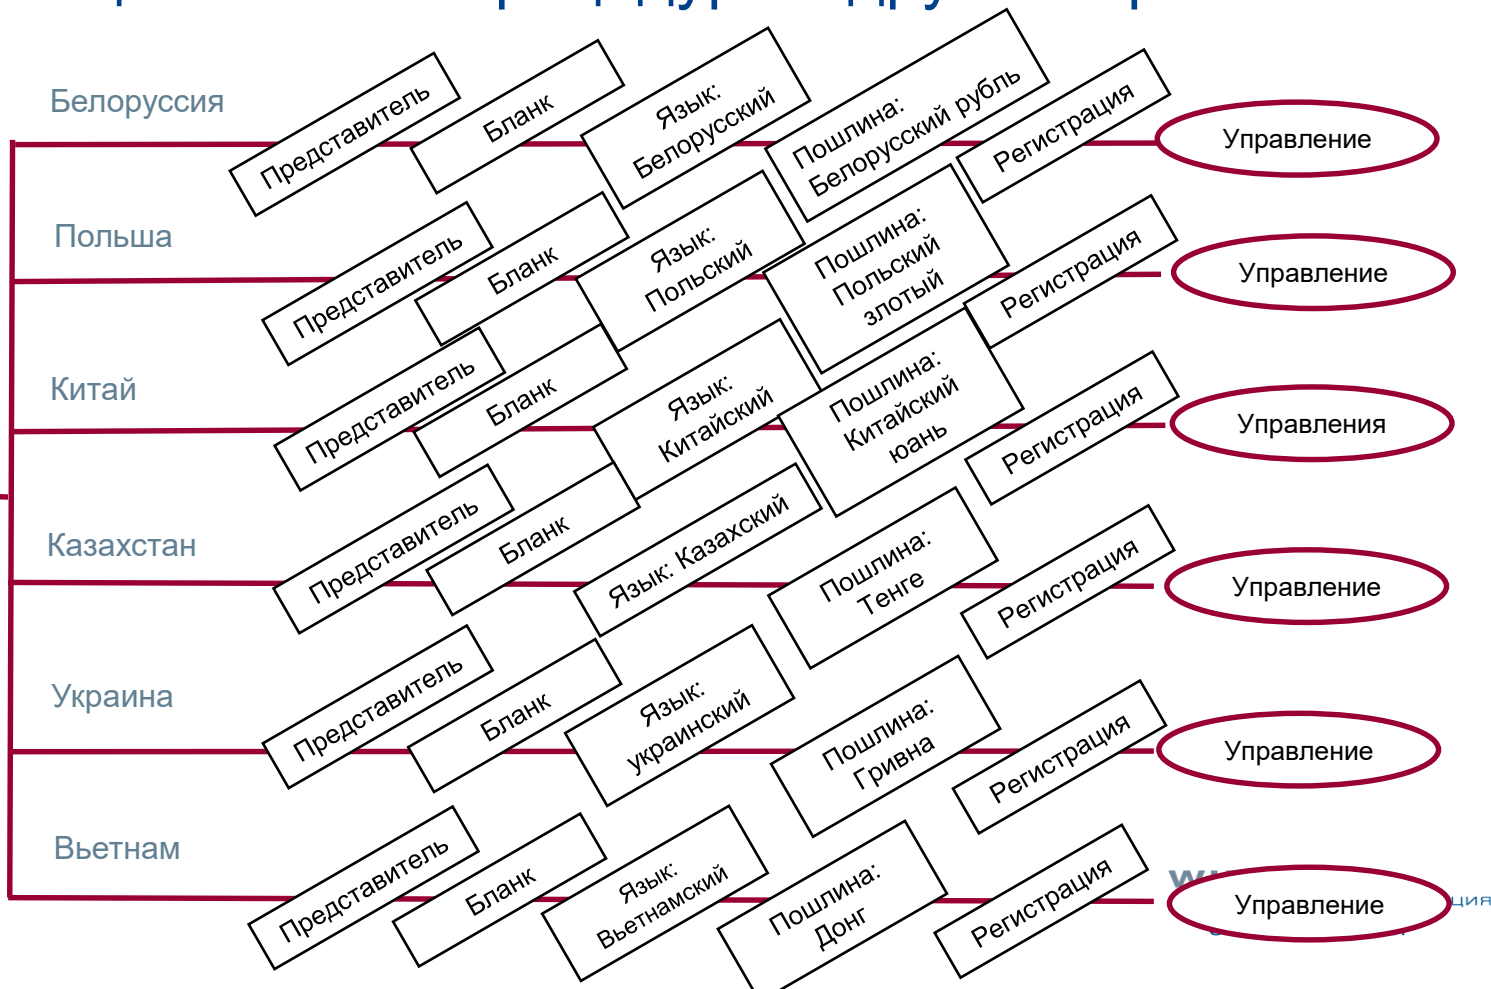 Белоруссия
Представитель
Бланк
Язык:
Белорусский
Пошлина:
Белорусский рубль
Регистрация
Управление
Польша
Представитель
Бланк
Язык:
Польский
Пошлина:
Польский
злотый
Регистрация
Управление
Китай
Представитель
Бланк
Язык:
Китайский
Пошлина:
Китайский
юань
Регистрация
Управления
Казахстан
Представитель
Бланк
Язык: Казахский
Пошлина:
Тенге
Регистрация
Управление
Украина
Представитель
Бланк
Язык:
украинский
Пошлина:
Гривна
Регистрация
Управление
Вьетнам
Представитель
Бланк
Язык:
Вьетнамский
Пошлина:
Донг
Регистрация
Управление